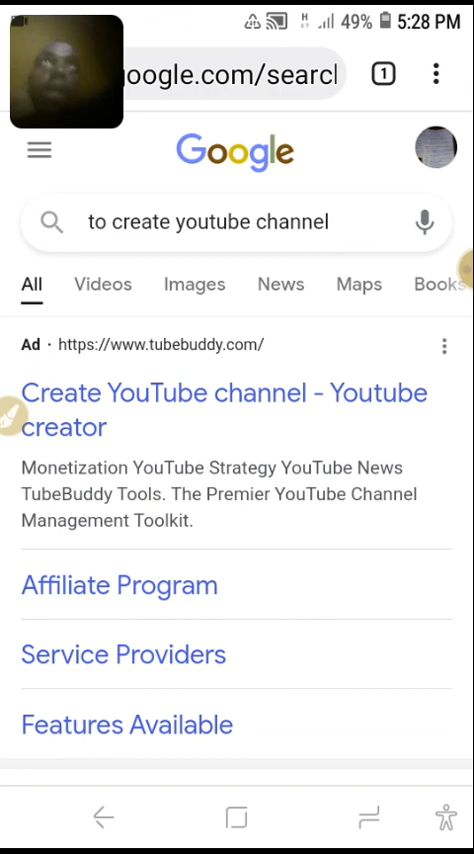 H 49% 5:28 PM
oogle.com/searcl
1
Google
to create youtube channel
All Videos Images News Maps Books
Ad · https://www.tubebuddy.com/
Create YouTube channel - Youtube
creator
Monetization YouTube Strategy YouTube News
TubeBuddy Tools. The Premier YouTube Channel
Management Toolkit.
Affiliate Program
Service Providers
Features Available